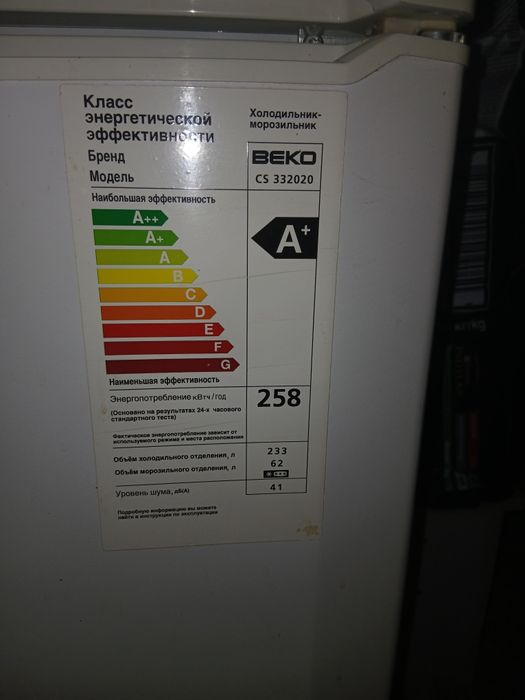 Класс
энергетической
эффективности
Холодильник-
морозильник
Бренд
BEKO
Модель
CS 332020
Наибольшая эффективность
A++
A+
A
B
C
D
E
F
G
A+
Наименьшая эффективность
Энергопотребление кВтч/год
258
(Основано на результатах 24-х часового
стандартного теста)
Фактическое энергопотребление зависит от
используемого режима и места расположения
Объём холодильного отделения, л
233
Объём морозильного отделения, л
62
Уровень шума, дБ(А)
41
Подробную информацию вы можете
найти в инструкции по эксплуатации